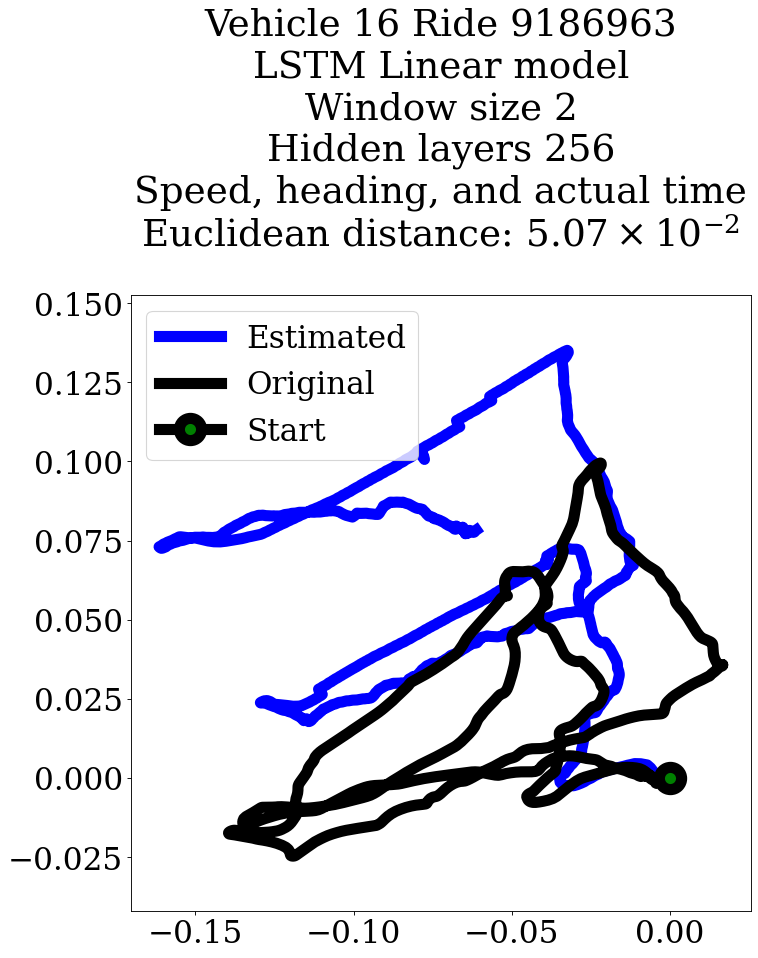 Vehicle 16 Ride 9186963
LSTM Linear model
Window size 2
Hidden layers 256
Speed, heading, and actual time
Euclidean distance: 5.07 × 10⁻²
0.150
Estimated
0.125
Original
Start
0.100
0.075
0.050
0.025
0.000
−0.025
−0.15 −0.10 −0.05 0.00